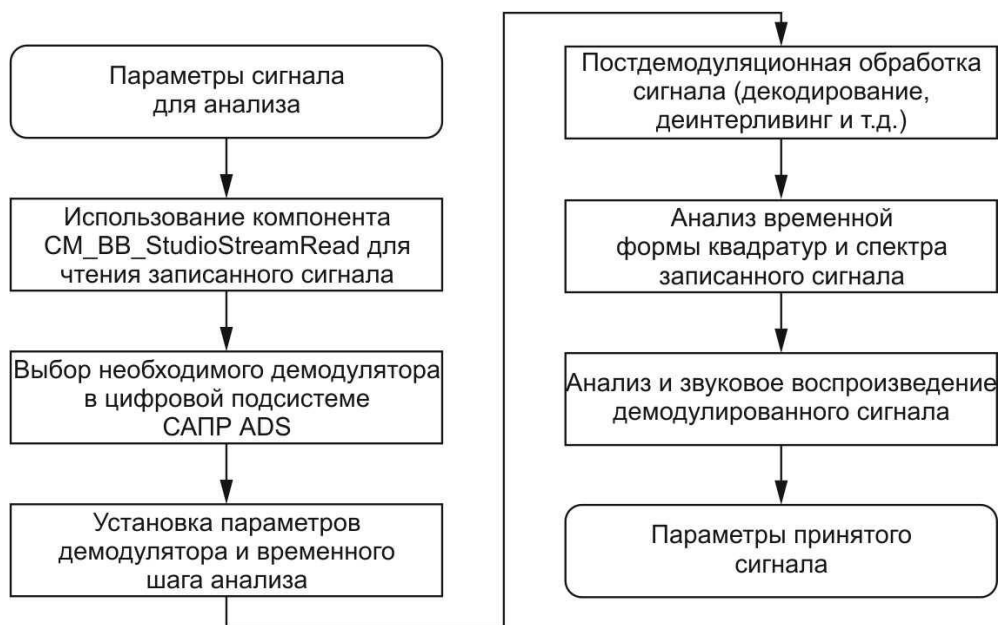 Параметры сигнала
для анализа
Использование компонента
CM_BB_StudioStreamRead для
чтения записанного сигнала
Выбор необходимого демодулятора
в цифровой подсистеме
САПР ADS
Установка параметров
демодулятора и временного
шага анализа
Постдемодуляционная обработка
сигнала (декодирование,
деинтерливинг и т.д.)
Анализ временной
формы квадратур и спектра
записанного сигнала
Анализ и звуковое воспроизведение
демодулированного сигнала
Параметры принятого
сигнала